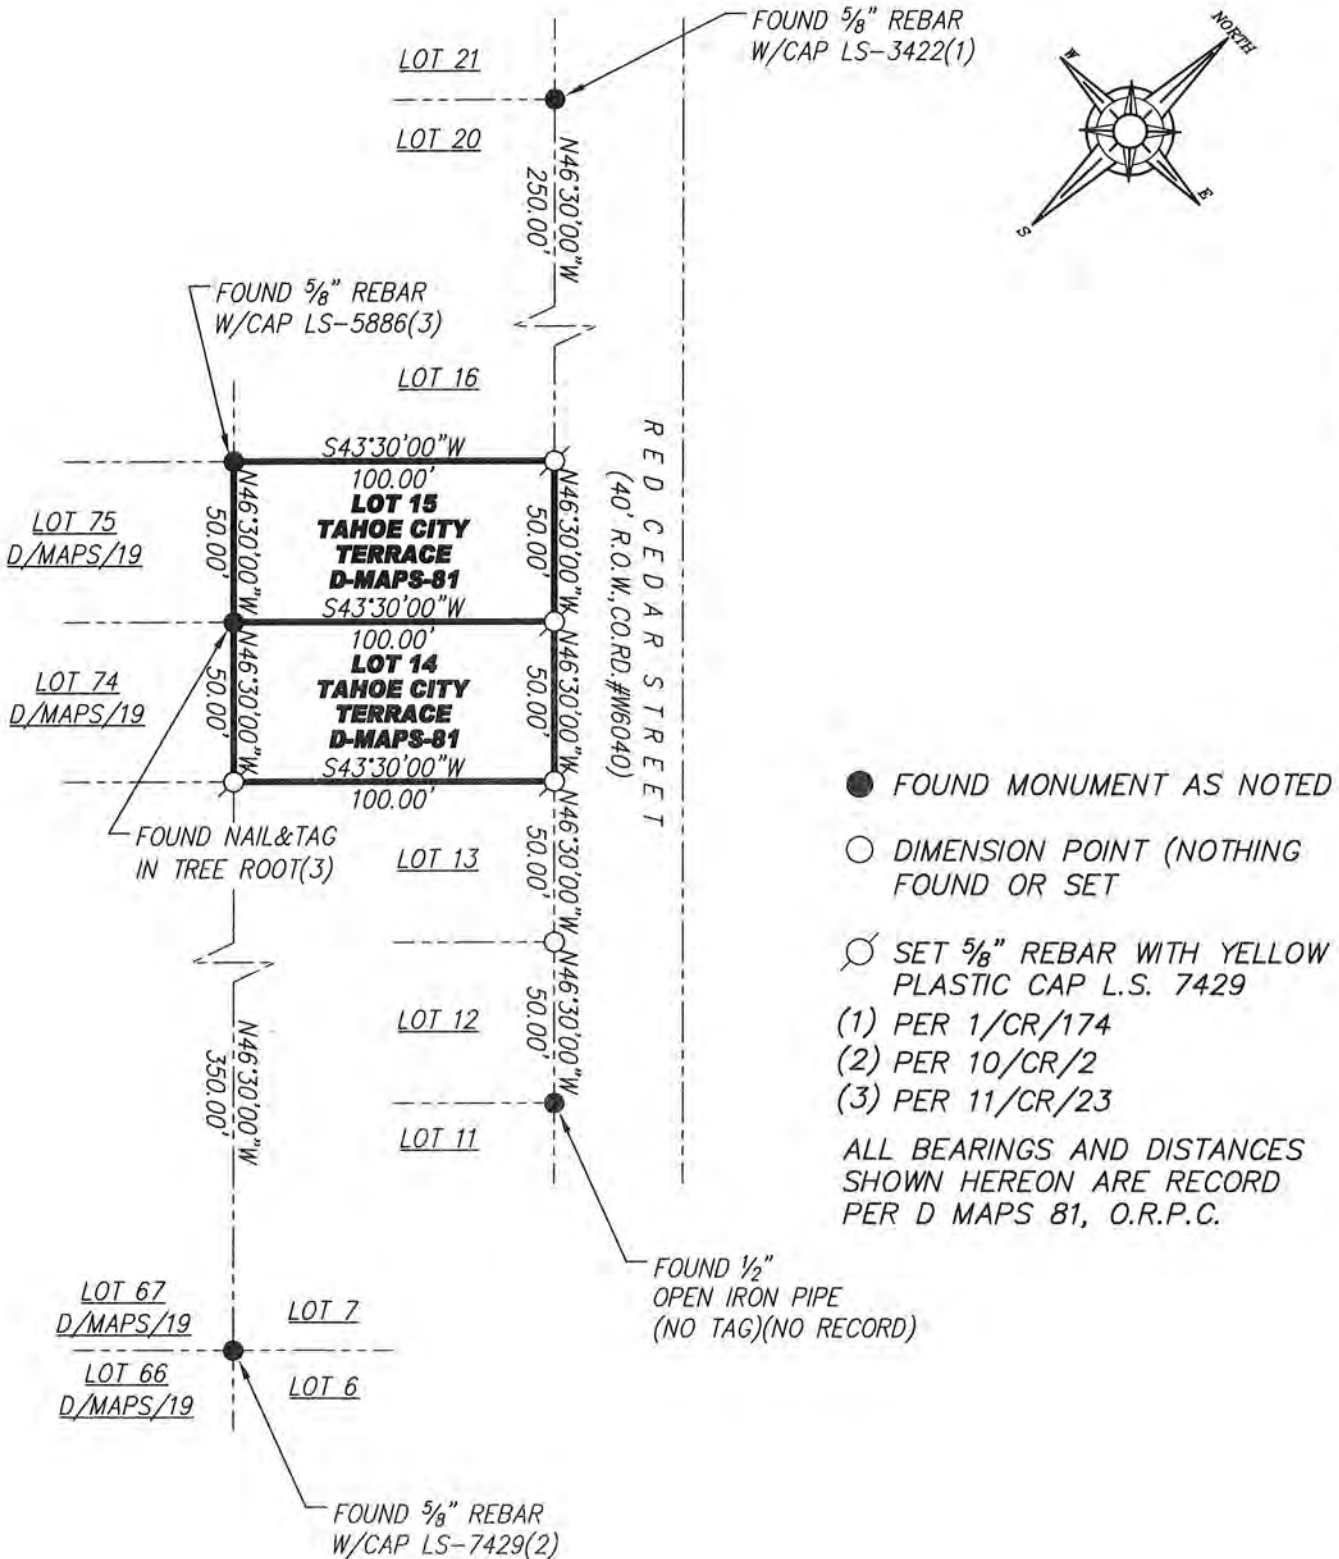 FOUND 5/8" REBAR
W/CAP LS-3422(1)
NORTH
W
E
S
LOT 21
LOT 20
N46°30'00"W
250.00'
FOUND 5/8" REBAR
W/CAP LS-5886(3)
LOT 16
S43°30'00"W
100.00'
LOT 15
TAHOE CITY
TERRACE
D-MAPS-81
N46°30'00"W
50.00'
N46°30'00"W
50.00'
LOT 75
D/MAPS/19
RED CEDAR STREET
(40' R.O.W.,CO.RD.#W6040)
S43°30'00"W
100.00'
LOT 14
TAHOE CITY
TERRACE
D-MAPS-81
N46°30'00"W
50.00'
N46°30'00"W
50.00'
LOT 74
D/MAPS/19
S43°30'00"W
100.00'
FOUND NAIL&TAG
IN TREE ROOT(3)
LOT 13
N46°30'00"W
50.00'
LOT 12
N46°30'00"W
50.00'
LOT 11
N46°30'00"W
350.00'
FOUND 1/2"
OPEN IRON PIPE
(NO TAG)(NO RECORD)
LOT 67
D/MAPS/19
LOT 7
LOT 66
D/MAPS/19
LOT 6
FOUND 5/8" REBAR
W/CAP LS-7429(2)
FOUND MONUMENT AS NOTED
DIMENSION POINT (NOTHING
FOUND OR SET
SET 5/8" REBAR WITH YELLOW
PLASTIC CAP L.S. 7429
(1) PER 1/CR/174
(2) PER 10/CR/2
(3) PER 11/CR/23
ALL BEARINGS AND DISTANCES
SHOWN HEREON ARE RECORD
PER D MAPS 81, O.R.P.C.